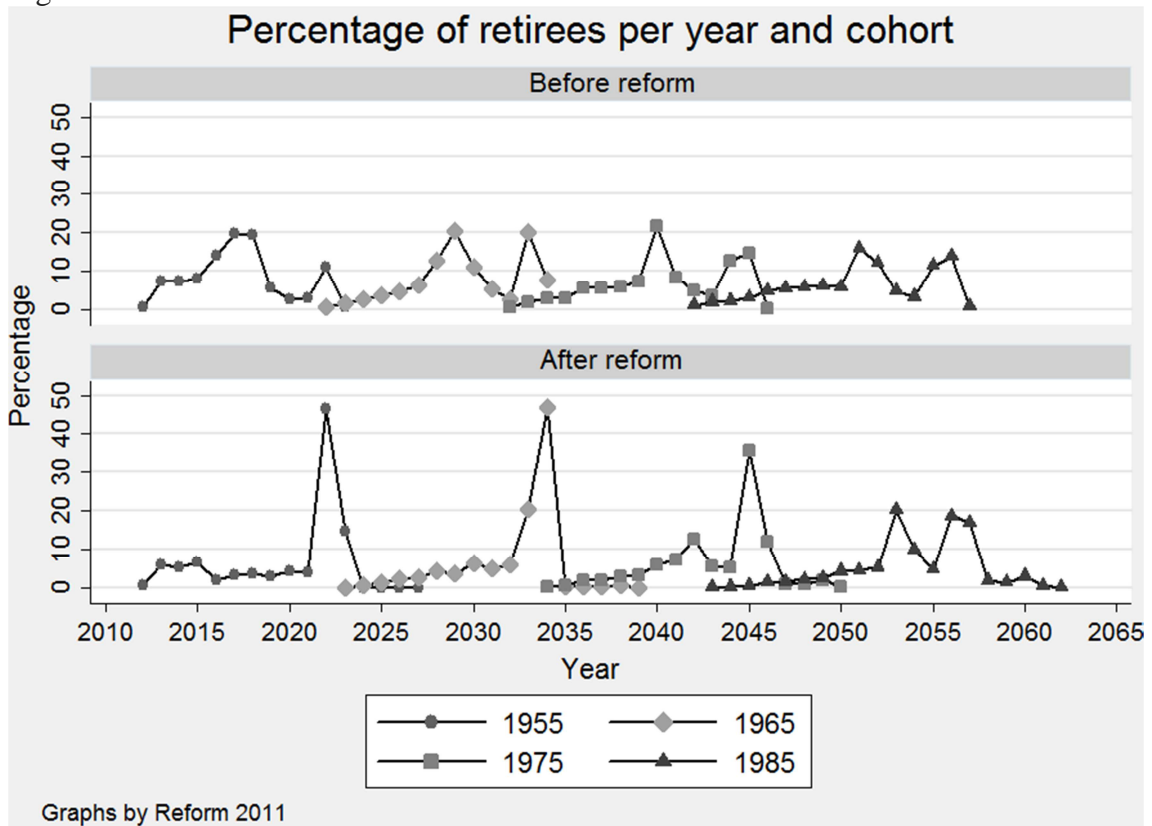 Percentage of retirees per year and cohort
Before reform
50
40
30
20
10
0
After reform
50
40
30
20
10
0
Percentage
2010 2015 2020 2025 2030 2035 2040 2045 2050 2055 2060 2065
Year
1955 1965
1975 1985
Graphs by Reform 2011